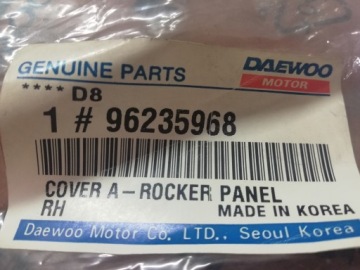 GENUINE PARTS DAEWOO
MOTOR
**** D8
1 # 96235968
COVER A-ROCKER PANEL
RH MADE IN KOREA
Daewoo Motor Co. LTD., Seoul Korea